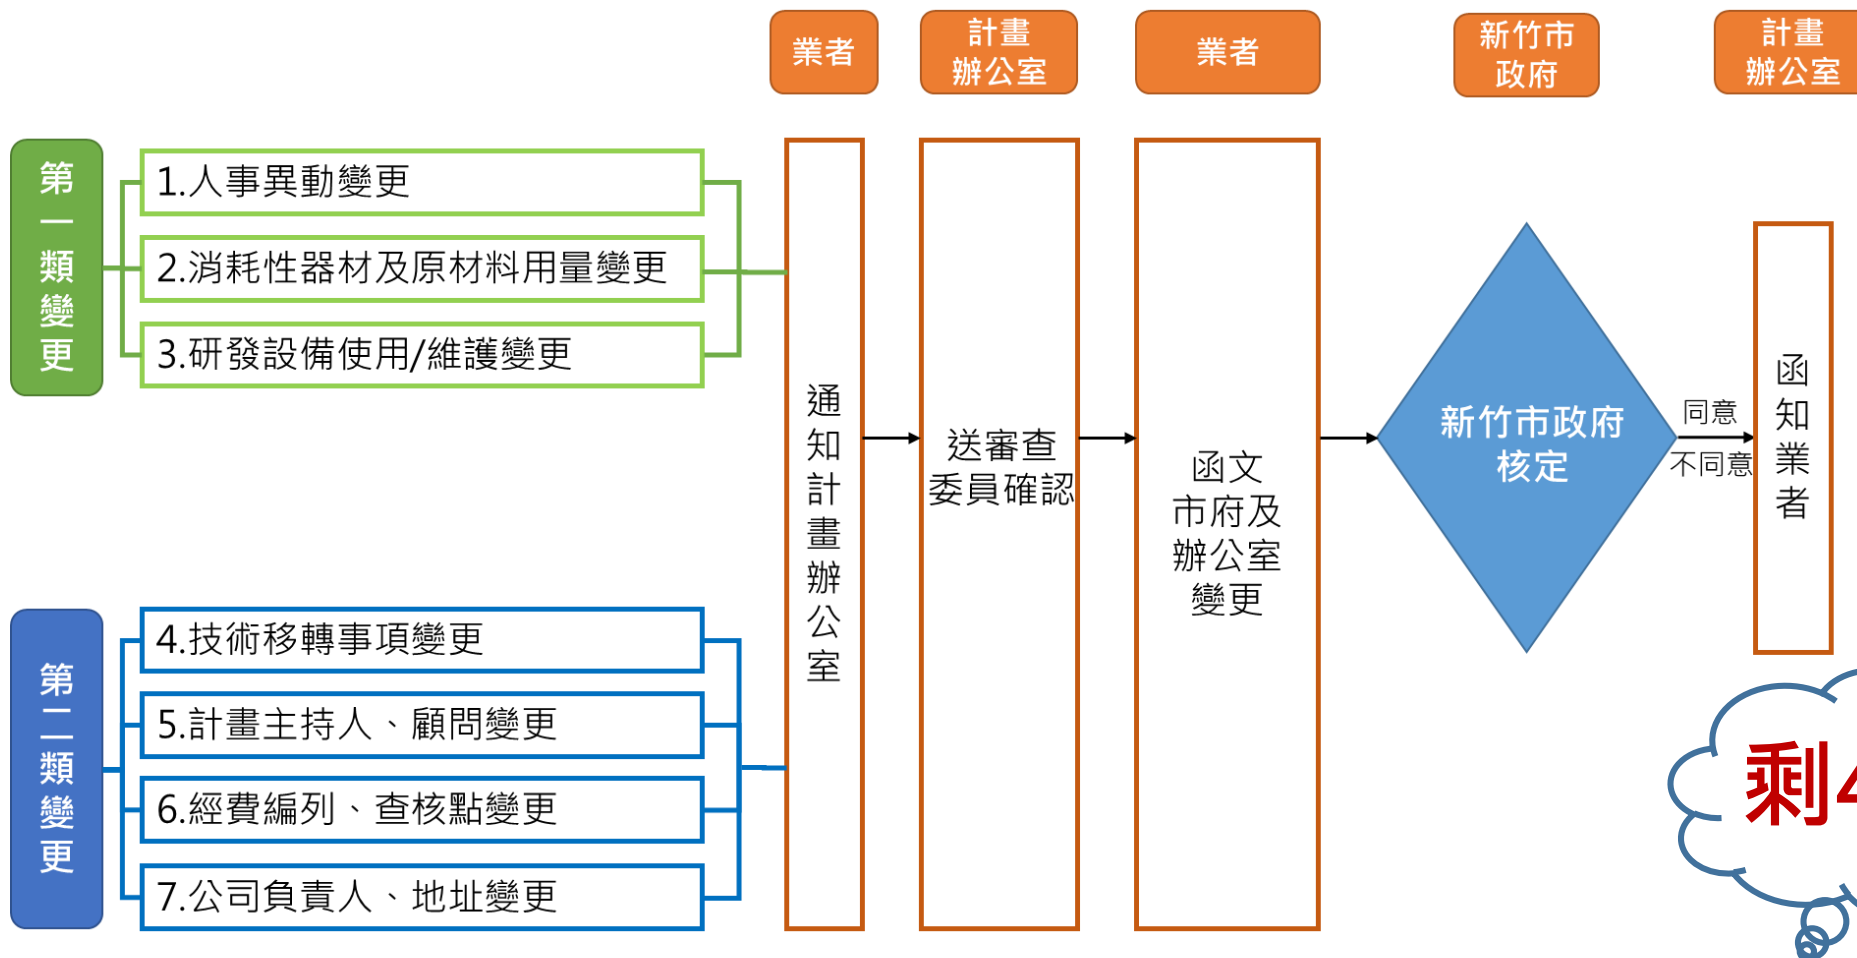 業者
計畫
辦公室
業者
新竹市
政府
計畫
辦公室
第一類變更
1.人事異動變更
2.消耗性器材及原材料用量變更
3.研發設備使用/維護變更
第二類變更
4.技術移轉事項變更
5.計畫主持人、顧問變更
6.經費編列、查核點變更
7.公司負責人、地址變更
通知計畫辦公室
送審查
委員確認
函文
市府及
辦公室
變更
新竹市政府
核定
同意
不同意
函知業者
剩4